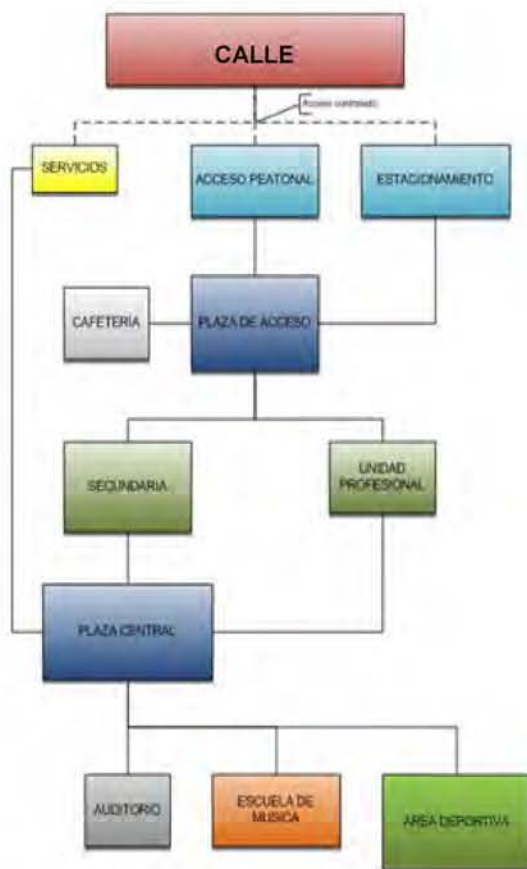 CALLE
Acceso controlado
SERVICIOS
ACCESO PEATONAL
ESTACIONAMIENTO
CAFETERÍA
PLAZA DE ACCESO
SECUNDARIA
UNIDAD
PROFESIONAL
PLAZA CENTRAL
AUDITORIO
ESCUELA DE
MUSICA
AREA DEPORTIVA